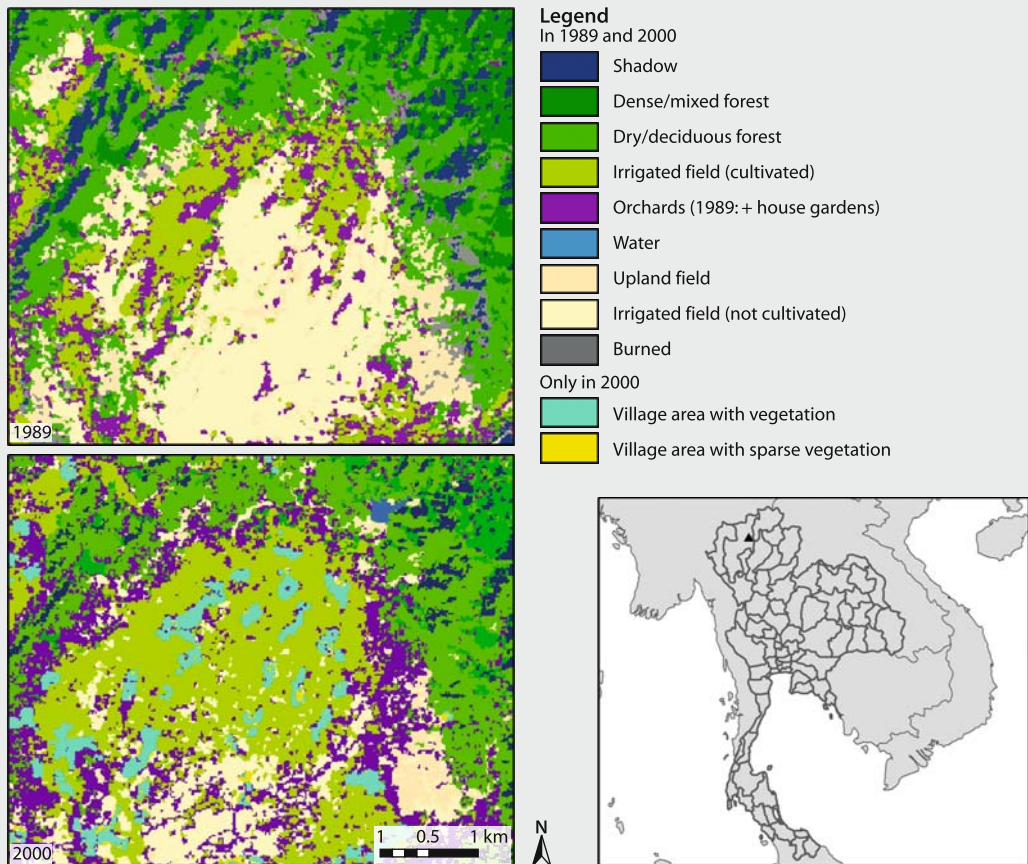 1989
2000
1 0.5 1 km
Legend
In 1989 and 2000
Shadow
Dense/mixed forest
Dry/deciduous forest
Irrigated field (cultivated)
Orchards (1989: + house gardens)
Water
Upland field
Irrigated field (not cultivated)
Burned
Only in 2000
Village area with vegetation
Village area with sparse vegetation
N